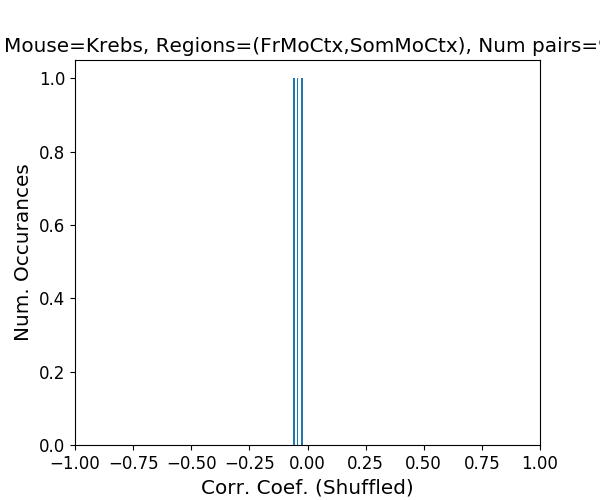 Mouse=Krebs, Regions=(FrMoCtx,SomMoCtx), Num pairs=
1.0
0.8
0.6
0.4
0.2
0.0
Num. Occurances
−1.00 −0.75 −0.50 −0.25 0.00 0.25 0.50 0.75 1.00
Corr. Coef. (Shuffled)